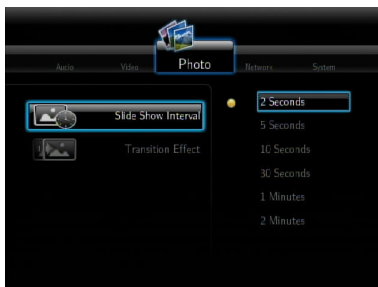 Audio Video Photo Network System
Slide Show Interval
Transition Effect
2 Seconds
5 Seconds
10 Seconds
30 Seconds
1 Minutes
2 Minutes